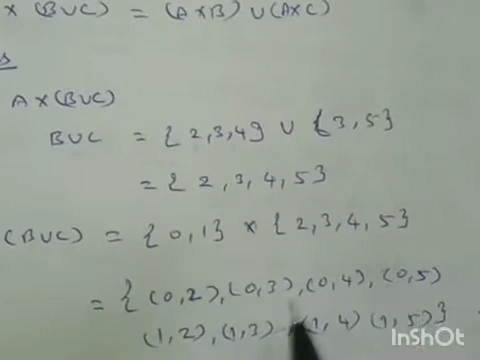 × (B∪C) = (A×B) ∪ (A×C)
A×(B∪C)
B∪C = {2,3,4} ∪ {3,5}
= {2,3,4,5}
(B∪C) = {0,1} × {2,3,4,5}
= {(0,2),(0,3),(0,4),(0,5)
(1,2),(1,3) (1,4) (1,5)}
InShot